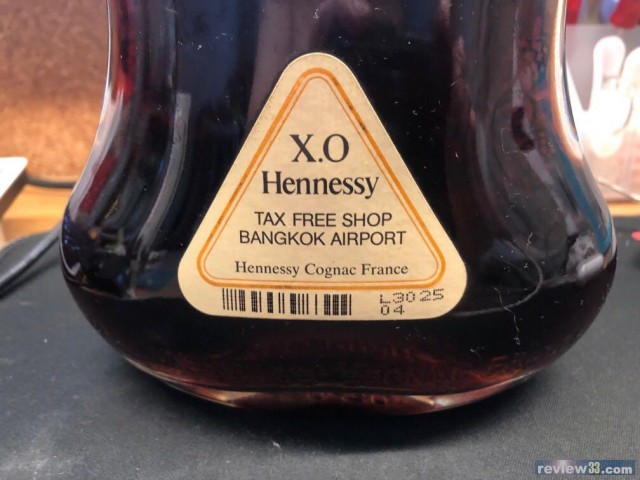 X.O
Hennessy
TAX FREE SHOP
BANGKOK AIRPORT
Hennessy Cognac France
L3025
04
review33.com